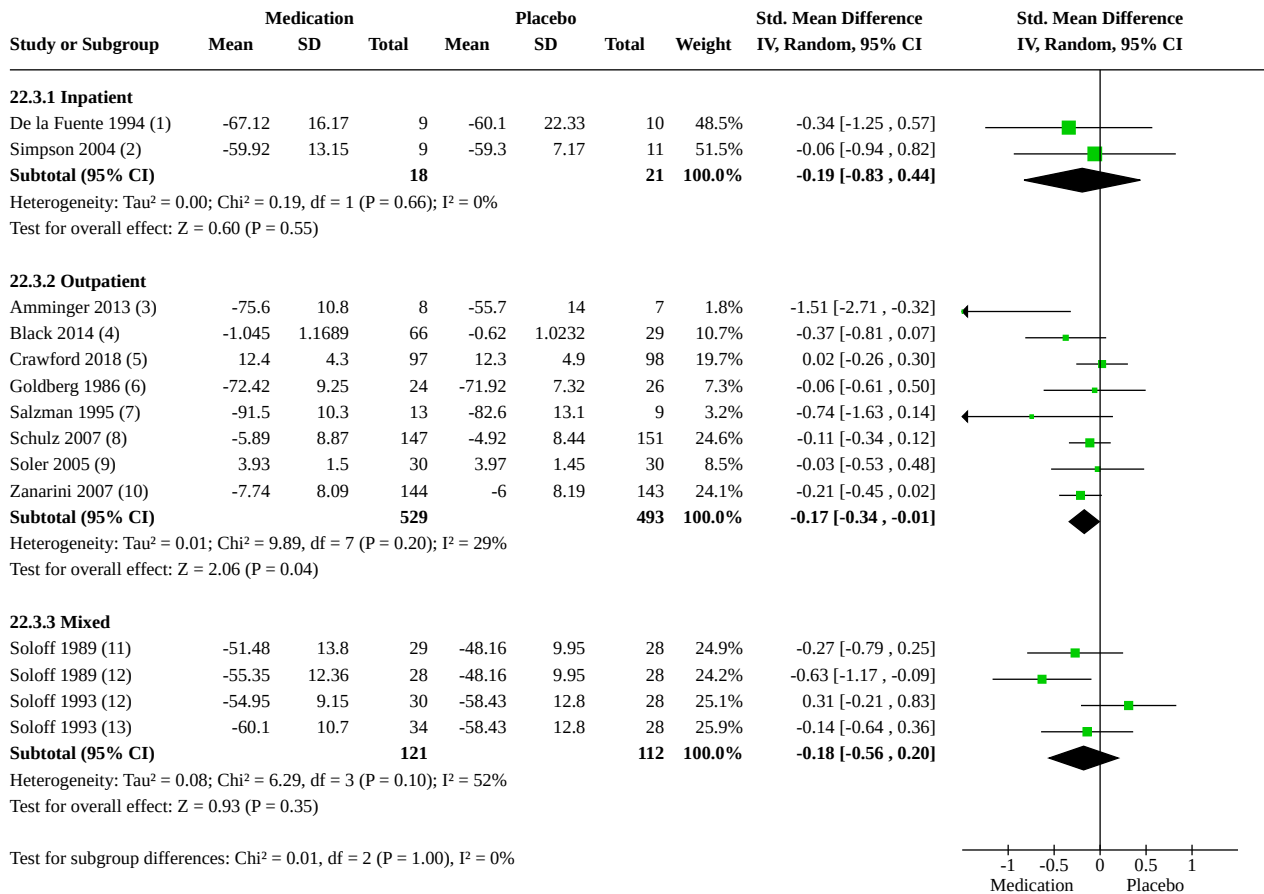 Medication Placebo Std. Mean Difference Std. Mean Difference
Study or Subgroup Mean SD Total Mean SD Total Weight IV, Random, 95% CI IV, Random, 95% CI
22.3.1 Inpatient
De la Fuente 1994 (1) -67.12 16.17 9 -60.1 22.33 10 48.5% -0.34 [-1.25 , 0.57]
Simpson 2004 (2) -59.92 13.15 9 -59.3 7.17 11 51.5% -0.06 [-0.94 , 0.82]
Subtotal (95% CI) 18 21 100.0% -0.19 [-0.83 , 0.44]
Heterogeneity: Tau² = 0.00; Chi² = 0.19, df = 1 (P = 0.66); I² = 0%
Test for overall effect: Z = 0.60 (P = 0.55)
22.3.2 Outpatient
Amminger 2013 (3) -75.6 10.8 8 -55.7 14 7 1.8% -1.51 [-2.71 , -0.32]
Black 2014 (4) -1.045 1.1689 66 -0.62 1.0232 29 10.7% -0.37 [-0.81 , 0.07]
Crawford 2018 (5) 12.4 4.3 97 12.3 4.9 98 19.7% 0.02 [-0.26 , 0.30]
Goldberg 1986 (6) -72.42 9.25 24 -71.92 7.32 26 7.3% -0.06 [-0.61 , 0.50]
Salzman 1995 (7) -91.5 10.3 13 -82.6 13.1 9 3.2% -0.74 [-1.63 , 0.14]
Schulz 2007 (8) -5.89 8.87 147 -4.92 8.44 151 24.6% -0.11 [-0.34 , 0.12]
Soler 2005 (9) 3.93 1.5 30 3.97 1.45 30 8.5% -0.03 [-0.53 , 0.48]
Zanarini 2007 (10) -7.74 8.09 144 -6 8.19 143 24.1% -0.21 [-0.45 , 0.02]
Subtotal (95% CI) 529 493 100.0% -0.17 [-0.34 , -0.01]
Heterogeneity: Tau² = 0.01; Chi² = 9.89, df = 7 (P = 0.20); I² = 29%
Test for overall effect: Z = 2.06 (P = 0.04)
22.3.3 Mixed
Soloff 1989 (11) -51.48 13.8 29 -48.16 9.95 28 24.9% -0.27 [-0.79 , 0.25]
Soloff 1989 (12) -55.35 12.36 28 -48.16 9.95 28 24.2% -0.63 [-1.17 , -0.09]
Soloff 1993 (12) -54.95 9.15 30 -58.43 12.8 28 25.1% 0.31 [-0.21 , 0.83]
Soloff 1993 (13) -60.1 10.7 34 -58.43 12.8 28 25.9% -0.14 [-0.64 , 0.36]
Subtotal (95% CI) 121 112 100.0% -0.18 [-0.56 , 0.20]
Heterogeneity: Tau² = 0.08; Chi² = 6.29, df = 3 (P = 0.10); I² = 52%
Test for overall effect: Z = 0.93 (P = 0.35)
Test for subgroup differences: Chi² = 0.01, df = 2 (P = 1.00), I² = 0%
-1 -0.5 0 0.5 1
Medication Placebo